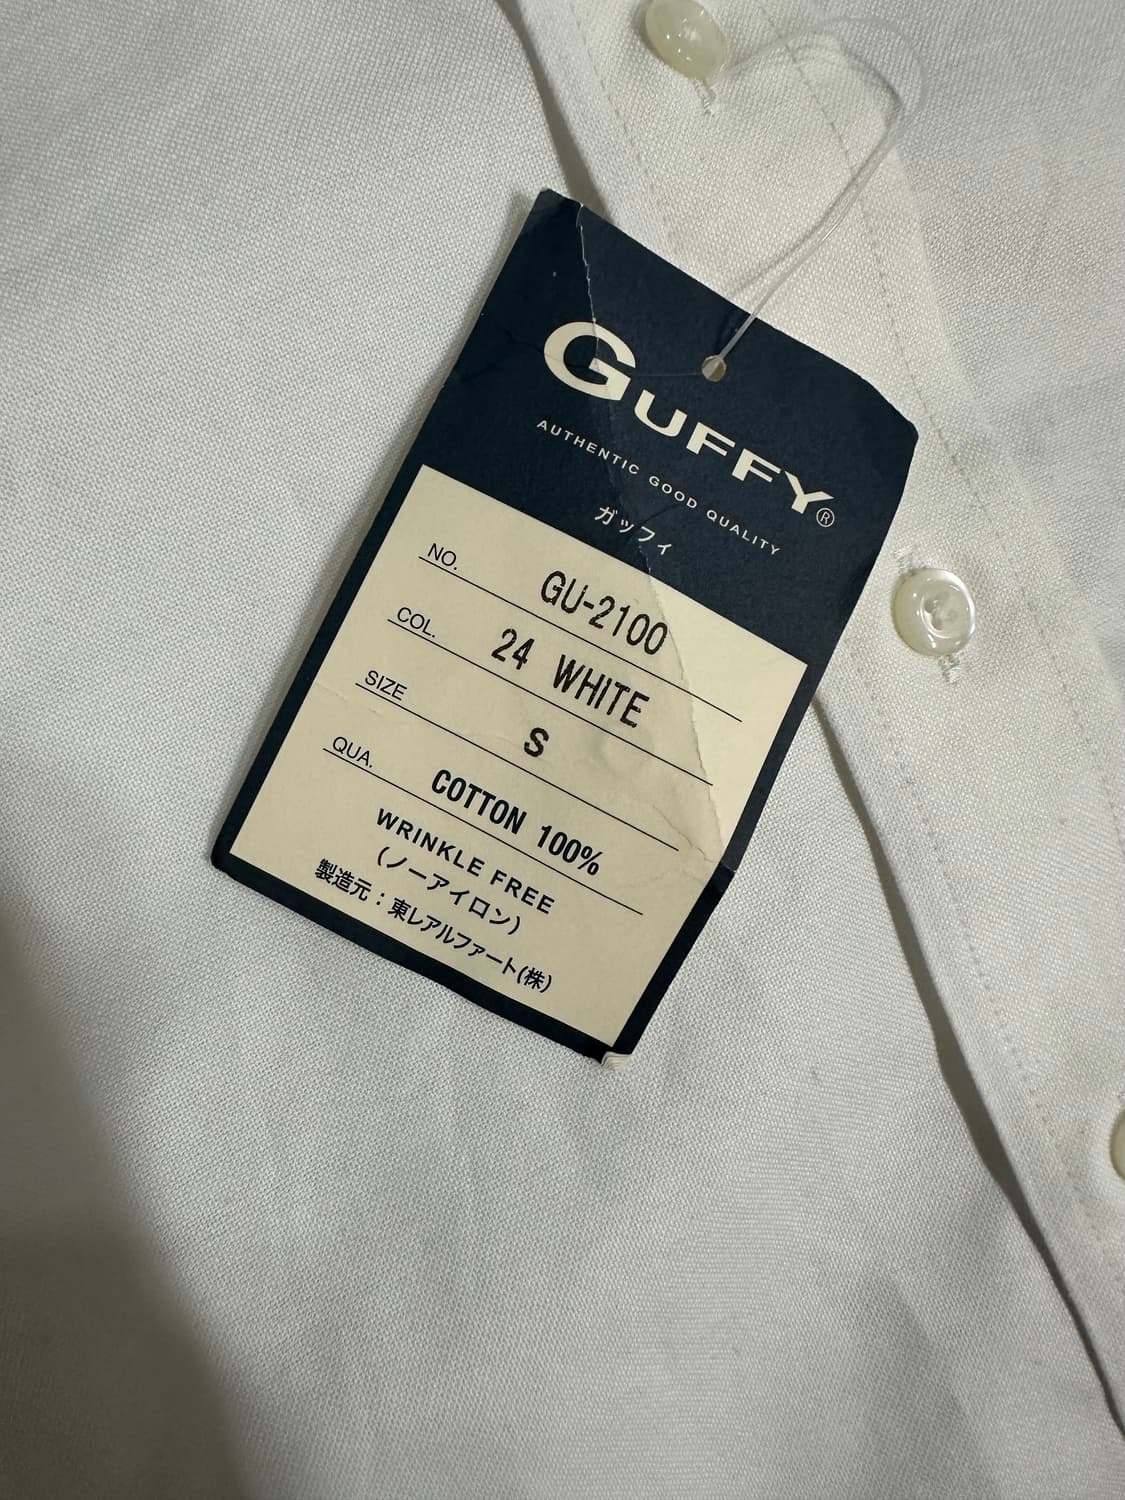 GUFFY®
AUTHENTIC GOOD QUALITY
ガッフィ
NO. GU-2100
COL. 24 WHITE
SIZE S
QUA. COTTON 100%
WRINKLE FREE
(ノーアイロン)
製造元：東レアルファート(株)